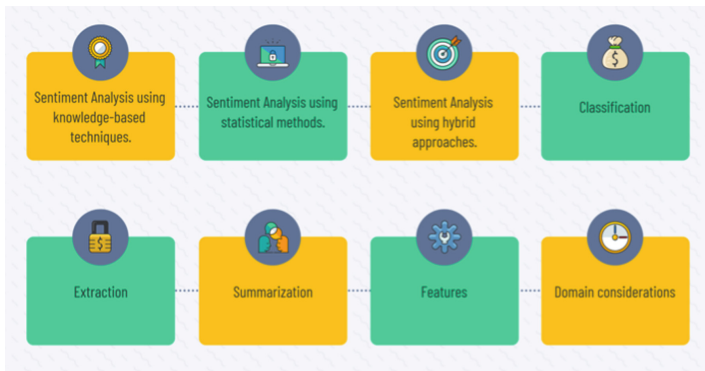 Sentiment Analysis using
knowledge-based
techniques.
Sentiment Analysis using
statistical methods.
Sentiment Analysis
using hybrid
approaches.
Classification
Extraction
Summarization
Features
Domain considerations